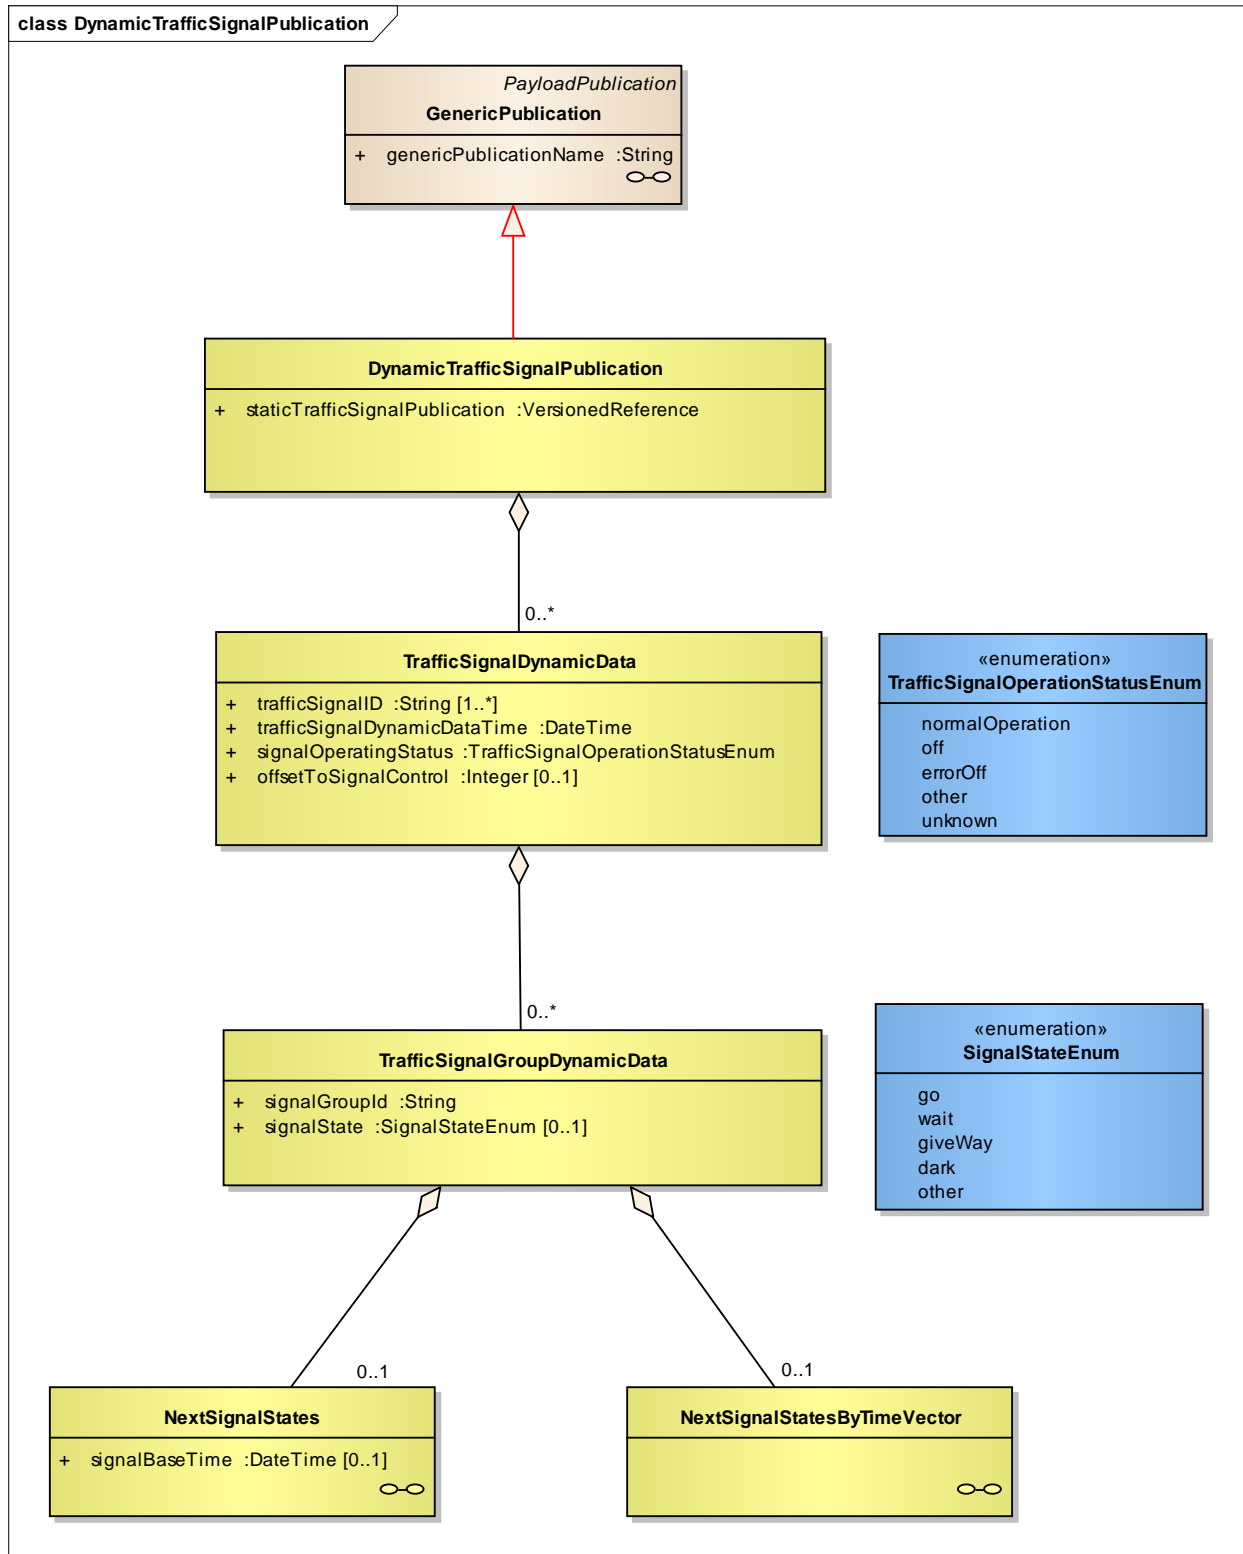 class DynamicTrafficSignalPublication
PayloadPublication
GenericPublication
+ genericPublicationName :String
DynamicTrafficSignalPublication
+ staticTrafficSignalPublication :VersionedReference
0..*
TrafficSignalDynamicData
+ trafficSignalID :String [1..*]
+ trafficSignalDynamicDataTime :DateTime
+ signalOperatingStatus :TrafficSignalOperationStatusEnum
+ offsetToSignalControl :Integer [0..1]
«enumeration»
TrafficSignalOperationStatusEnum
normalOperation
off
errorOff
other
unknown
0..*
TrafficSignalGroupDynamicData
+ signalGroupId :String
+ signalState :SignalStateEnum [0..1]
«enumeration»
SignalStateEnum
go
wait
giveWay
dark
other
0..1
0..1
NextSignalStates
+ signalBaseTime :DateTime [0..1]
NextSignalStatesByTimeVector